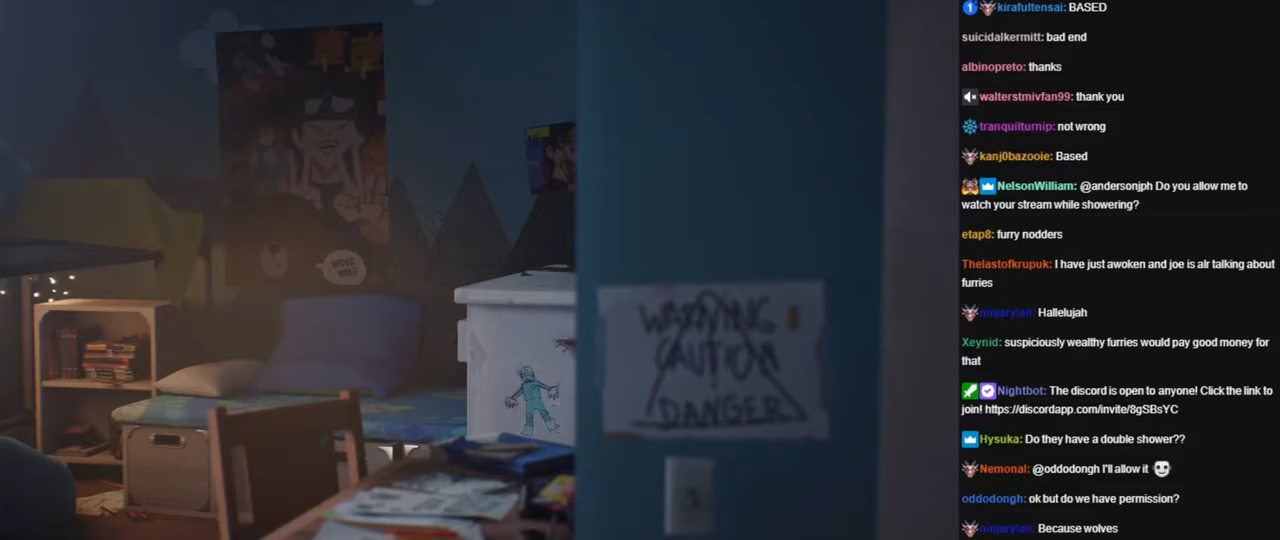 WARNING
CAUTION
DANGER
kirafultensai: BASED
suicidalkermitt: bad end
albinopreto: thanks
walterstmivfan99: thank you
tranquilturnip: not wrong
kanj0bazooie: Based
NelsonWilliam: @andersonjph Do you allow me to
watch your stream while showering?
etap8: furry nodders
Thelastofkrupuk: I have just awoken and joe is alr talking about
furries
ninjarylan: Hallelujah
Xeynid: suspiciously wealthy furries would pay good money for
that
Nightbot: The discord is open to anyone! Click the link to
join! https://discordapp.com/invite/8gSBsYC
Hysuka: Do they have a double shower??
Nemonal: @oddodongh I'll allow it
oddodongh: ok but do we have permission?
ninjarylan: Because wolves